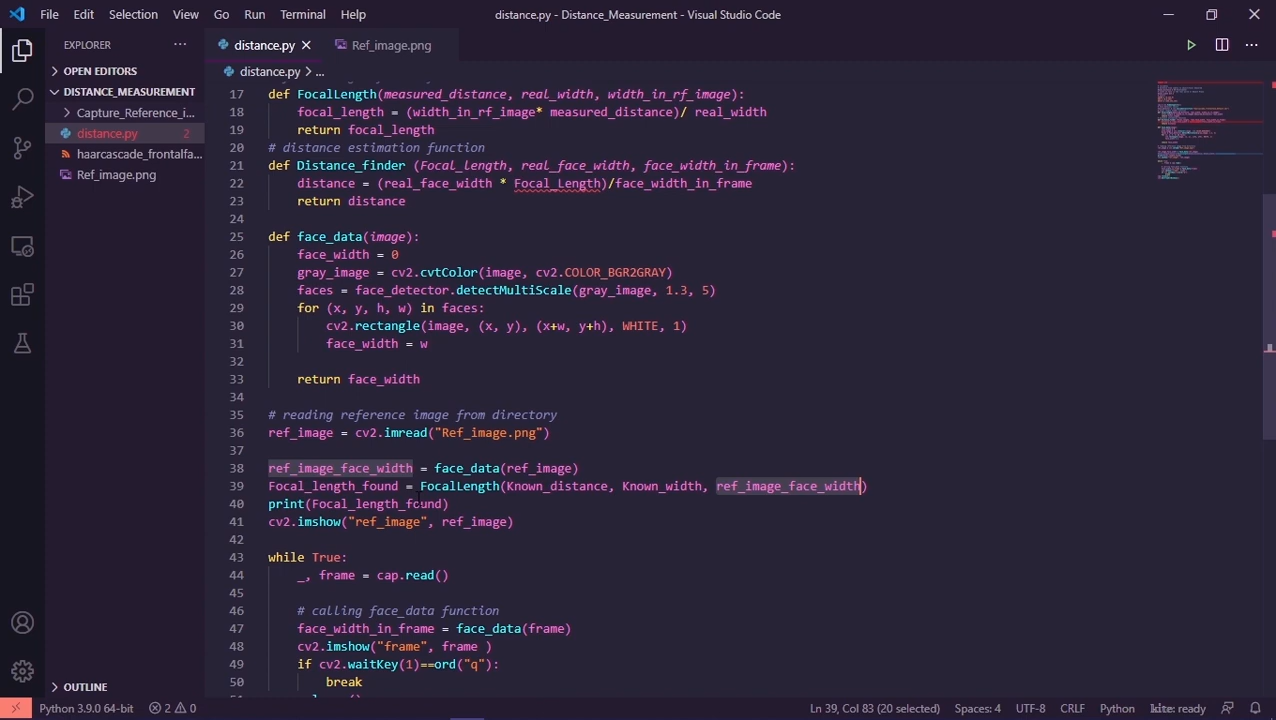 File Edit Selection View Go Run Terminal Help
distance.py - Distance_Measurement - Visual Studio Code
EXPLORER
OPEN EDITORS
DISTANCE_MEASUREMENT
Capture_Reference_i...
distance.py 2
haarcascade_frontalfa...
Ref_image.png
OUTLINE
distance.py
Ref_image.png
distance.py > ...
17 def FocalLength(measured_distance, real_width, width_in_rf_image):
18 focal_length = (width_in_rf_image* measured_distance)/ real_width
19 return focal_length
20 # distance estimation function
21 def Distance_finder (Focal_Length, real_face_width, face_width_in_frame):
22 distance = (real_face_width * Focal_Length)/face_width_in_frame
23 return distance
24
25 def face_data(image):
26 face_width = 0
27 gray_image = cv2.cvtColor(image, cv2.COLOR_BGR2GRAY)
28 faces = face_detector.detectMultiScale(gray_image, 1.3, 5)
29 for (x, y, h, w) in faces:
30 cv2.rectangle(image, (x, y), (x+w, y+h), WHITE, 1)
31 face_width = w
32
33 return face_width
34
35 # reading reference image from directory
36 ref_image = cv2.imread("Ref_image.png")
37
38 ref_image_face_width = face_data(ref_image)
39 Focal_length_found = FocalLength(Known_distance, Known_width, ref_image_face_width)
40 print(Focal_length_found)
41 cv2.imshow("ref_image", ref_image)
42
43 while True:
44 _, frame = cap.read()
45
46 # calling face_data function
47 face_width_in_frame = face_data(frame)
48 cv2.imshow("frame", frame )
49 if cv2.waitKey(1)==ord("q"):
50 break
Python 3.9.0 64-bit 2 0
Ln 39, Col 83 (20 selected) Spaces: 4 UTF-8 CRLF Python kite: ready